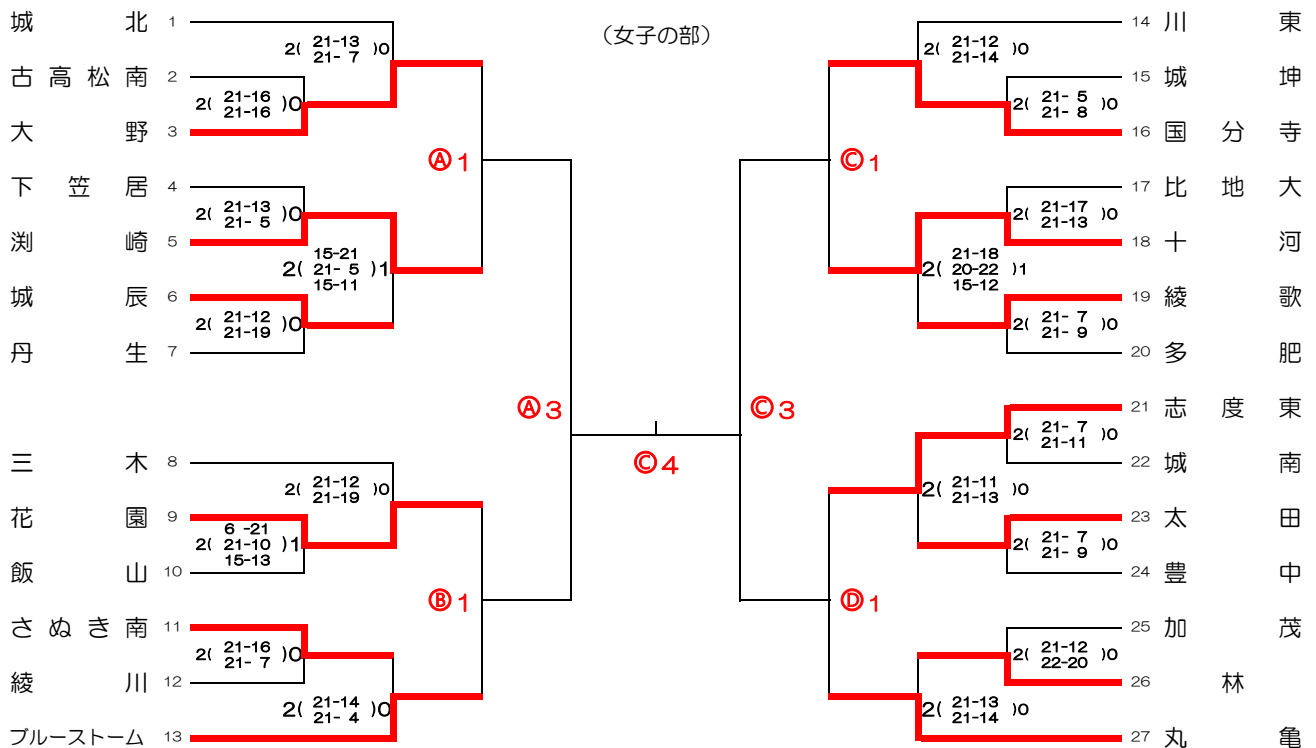 （女子の部）
城北 1
2( 21-13 )0
21- 7
古高松南 2
2( 21-16 )0
21-16
大野 3
Ⓐ1
下笠居 4
2( 21-13 )0
21- 5
渕崎 5
15-21
2( 21- 5 )1
15-11
城辰 6
2( 21-12 )0
21-19
丹生 7
Ⓐ3
三木 8
2( 21-12 )0
21-19
花園 9
6 -21
2( 21-10 )1
15-13
飯山 10
Ⓑ1
さぬき南 11
2( 21-16 )0
21- 7
綾川 12
2( 21-14 )0
21- 4
ブルーストーム 13
Ⓒ4
14 川東
2( 21-12 )0
21-14
15 城坤
2( 21- 5 )0
21- 8
16 国分寺
Ⓒ1
17 比地大
2( 21-17 )0
21-13
18 十河
21-18
2( 20-22 )1
15-12
19 綾歌
2( 21- 7 )0
21- 9
20 多肥
Ⓒ3
21 志度東
2( 21- 7 )0
21-11
22 城南
2( 21-11 )0
21-13
23 太田
2( 21- 7 )0
21- 9
24 豊中
Ⓓ1
25 加茂
2( 21-12 )0
22-20
26 林
2( 21-13 )0
21-14
27 丸亀